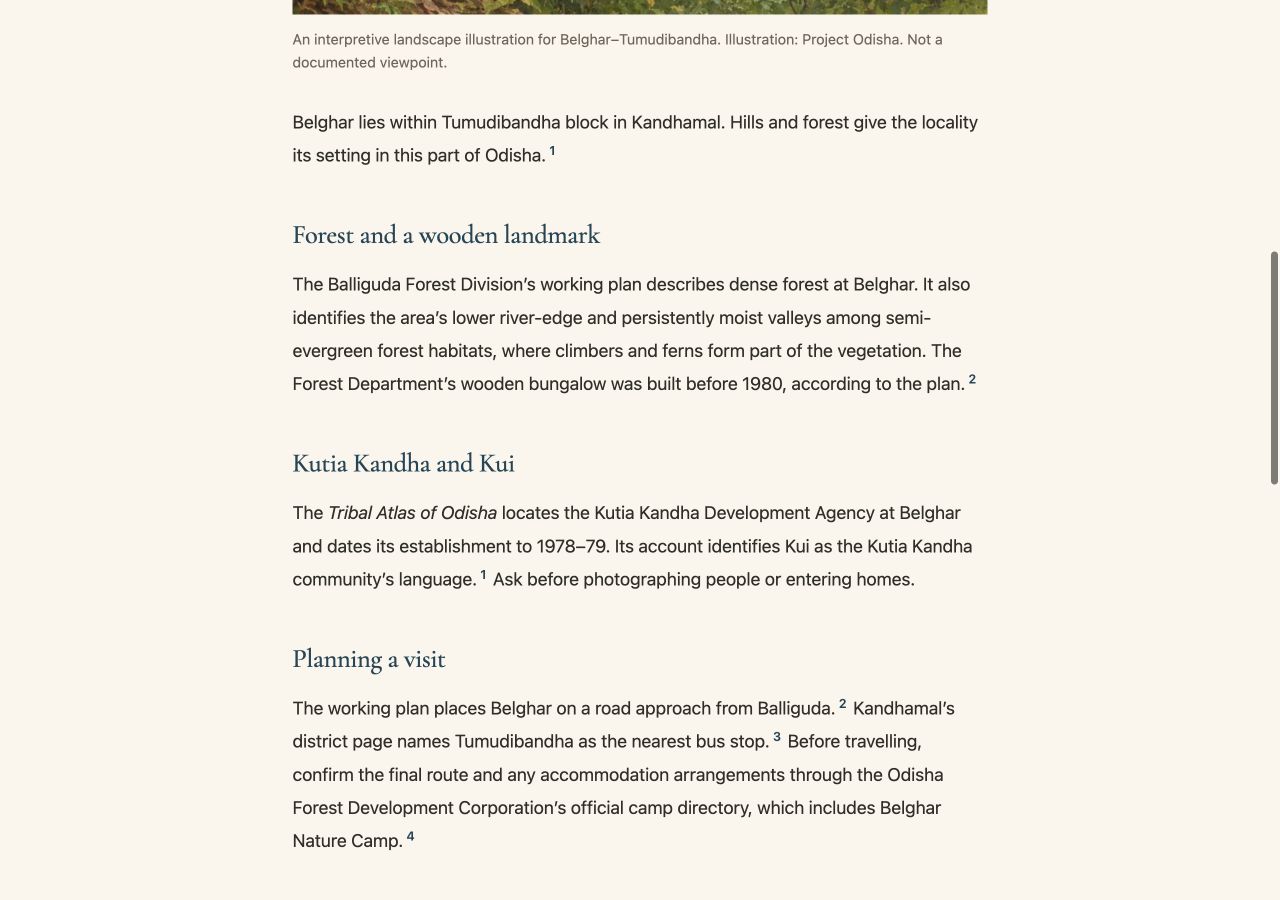 An interpretive landscape illustration for Belghar–Tumudibandha. Illustration: Project Odisha. Not a
documented viewpoint.
Belghar lies within Tumudibandha block in Kandhamal. Hills and forest give the locality
its setting in this part of Odisha. 1
Forest and a wooden landmark
The Balliguda Forest Division’s working plan describes dense forest at Belghar. It also
identifies the area’s lower river-edge and persistently moist valleys among semi-
evergreen forest habitats, where climbers and ferns form part of the vegetation. The
Forest Department’s wooden bungalow was built before 1980, according to the plan. 2
Kutia Kandha and Kui
The Tribal Atlas of Odisha locates the Kutia Kandha Development Agency at Belghar
and dates its establishment to 1978–79. Its account identifies Kui as the Kutia Kandha
community’s language. 1 Ask before photographing people or entering homes.
Planning a visit
The working plan places Belghar on a road approach from Balliguda. 2 Kandhamal’s
district page names Tumudibandha as the nearest bus stop. 3 Before travelling,
confirm the final route and any accommodation arrangements through the Odisha
Forest Development Corporation’s official camp directory, which includes Belghar
Nature Camp. 4